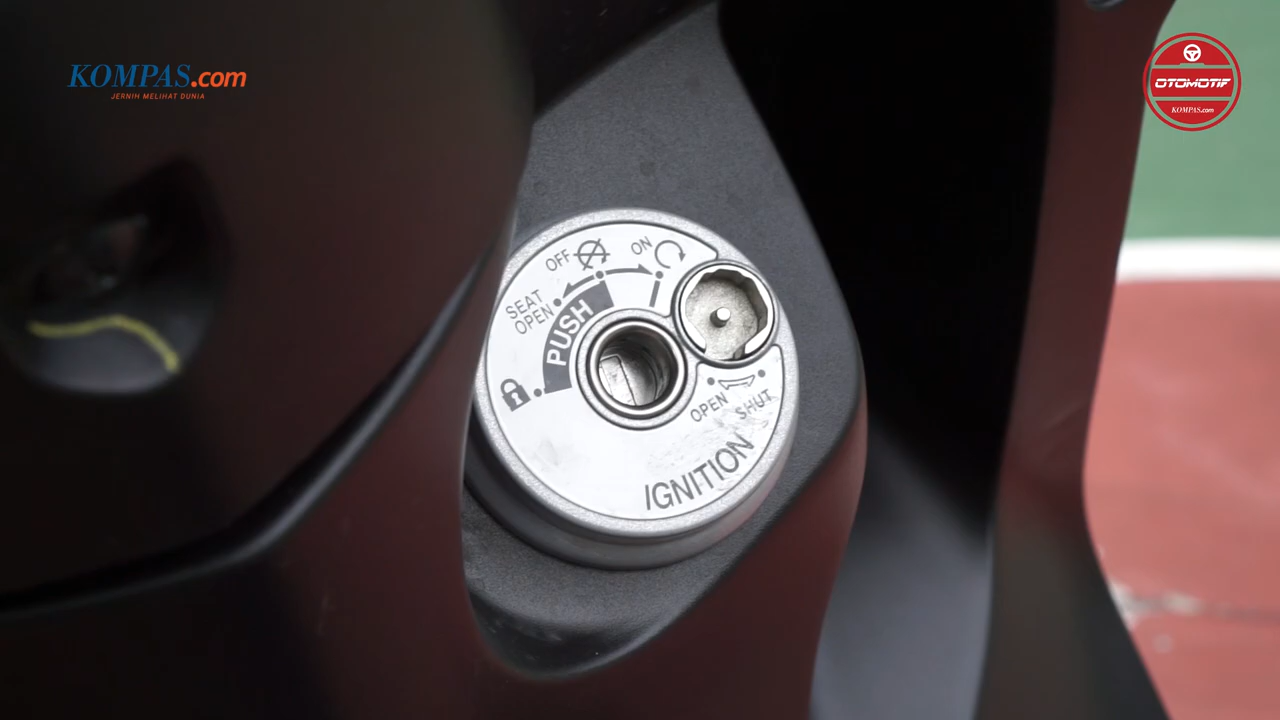 KOMPAS.com
JERNIH MELIHAT DUNIA
OTOMOTIF
KOMPAS.com
OFF
ON
SEAT
OPEN
PUSH
OPEN
SHUT
IGNITION